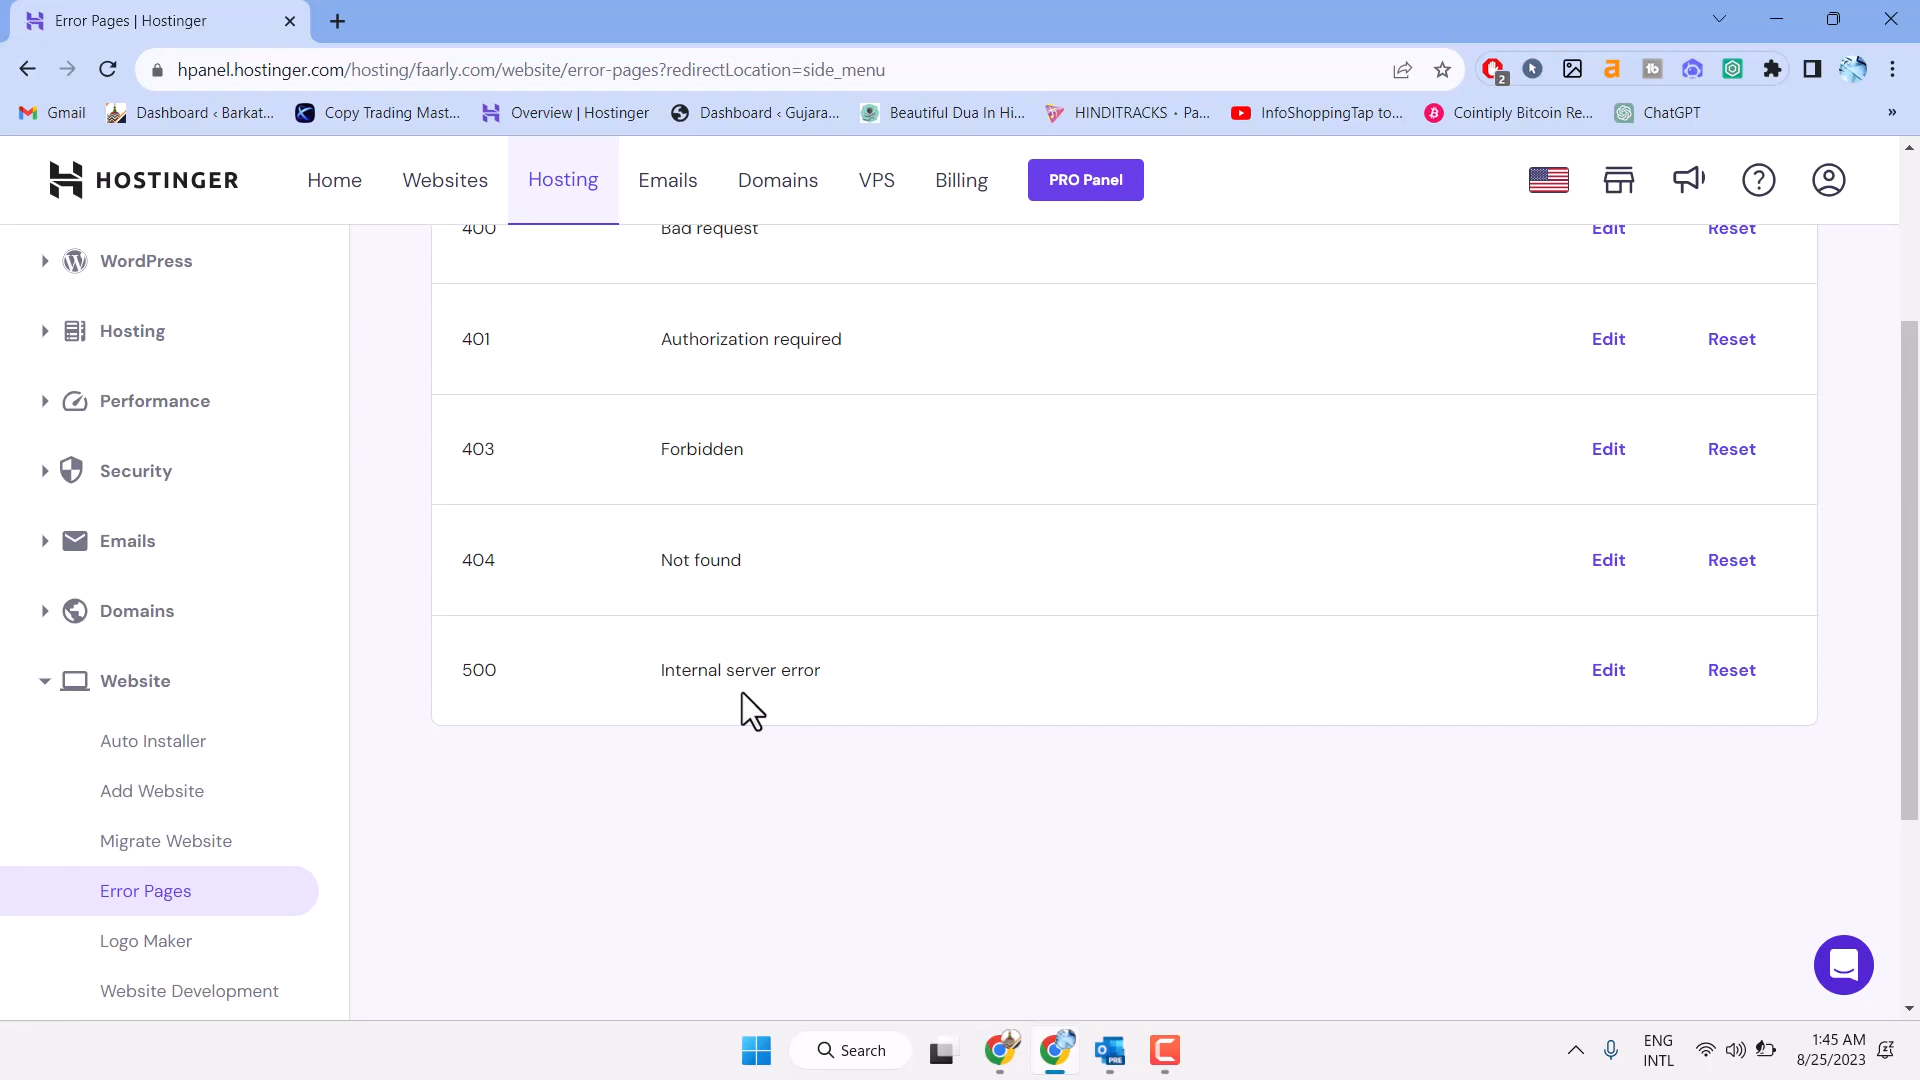 Error Pages | Hostinger
hpanel.hostinger.com/hosting/faarly.com/website/error-pages?redirectLocation=side_menu
2
Gmail
Dashboard ‹ Barkat...
Copy Trading Mast...
Overview | Hostinger
Dashboard ‹ Gujara...
Beautiful Dua In Hi...
HINDITRACKS • Pa...
InfoShoppingTap to...
Cointiply Bitcoin Re...
ChatGPT
»
HOSTINGER
Home
Websites
Hosting
Emails
Domains
VPS
Billing
PRO Panel
WordPress
Hosting
Performance
Security
Emails
Domains
Website
Auto Installer
Add Website
Migrate Website
Error Pages
Logo Maker
Website Development
400 Bad request Edit Reset
401 Authorization required Edit Reset
403 Forbidden Edit Reset
404 Not found Edit Reset
500 Internal server error Edit Reset
Search
PRE
ENG
INTL
1:45 AM
8/25/2023